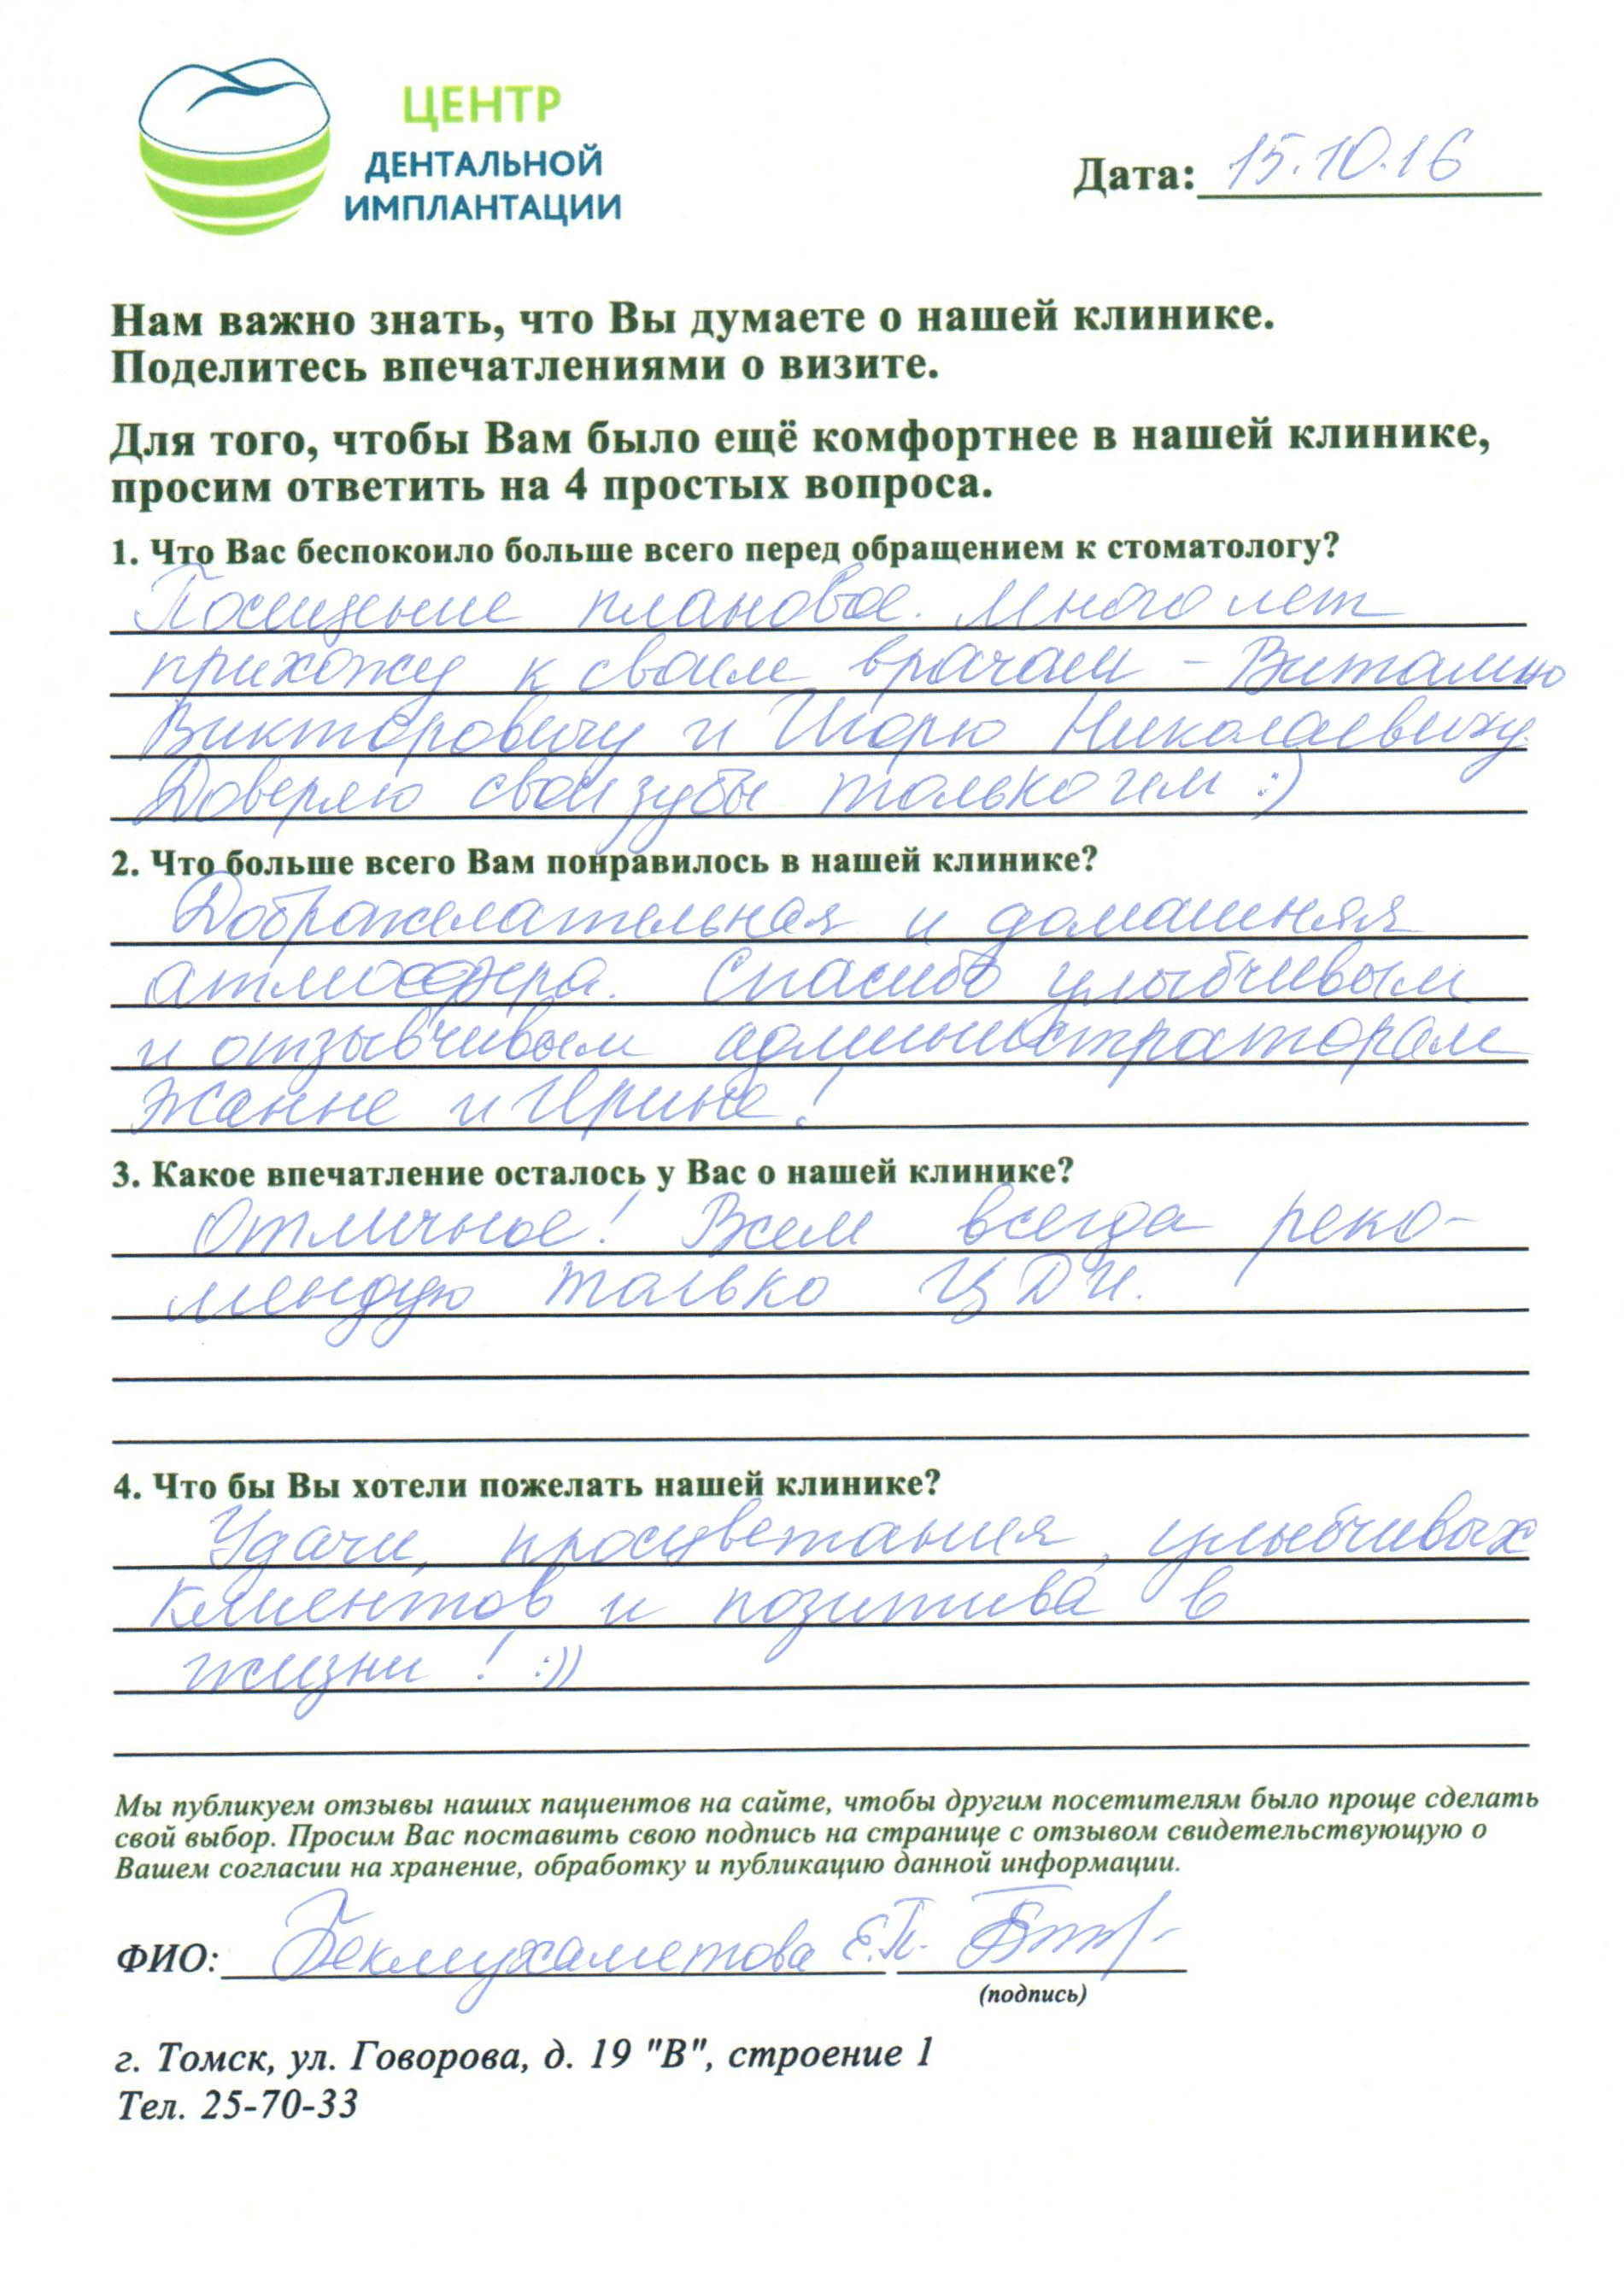 ЦЕНТР
ДЕНТАЛЬНОЙ
ИМПЛАНТАЦИИ
Дата: 15.10.16
Нам важно знать, что Вы думаете о нашей клинике.
Поделитесь впечатлениями о визите.
Для того, чтобы Вам было ещё комфортнее в нашей клинике,
просим ответить на 4 простых вопроса.
1. Что Вас беспокоило больше всего перед обращением к стоматологу?
Посещение плановое. Много лет
прихожу к своим врачам - Виталию
Викторовичу и Игорю Николаевичу.
Доверяю свои зубы только им :)
2. Что больше всего Вам понравилось в нашей клинике?
Доброжелательная и домашняя
атмосфера. Спасибо улыбчивым
и отзывчивым администраторам
Жанне и Ирине!
3. Какое впечатление осталось у Вас о нашей клинике?
Отличное! Всем всегда реко-
мендую только ЦДИ.
4. Что бы Вы хотели пожелать нашей клинике?
Удачи, процветания, улыбчивых
клиентов и позитива в
жизни! :))
Мы публикуем отзывы наших пациентов на сайте, чтобы другим посетителям было проще сделать
свой выбор. Просим Вас поставить свою подпись на странице с отзывом свидетельствующую о
Вашем согласии на хранение, обработку и публикацию данной информации.
ФИО: Бекмухаметова Е.П.
(подпись)
г. Томск, ул. Говорова, д. 19 "В", строение 1
Тел. 25-70-33